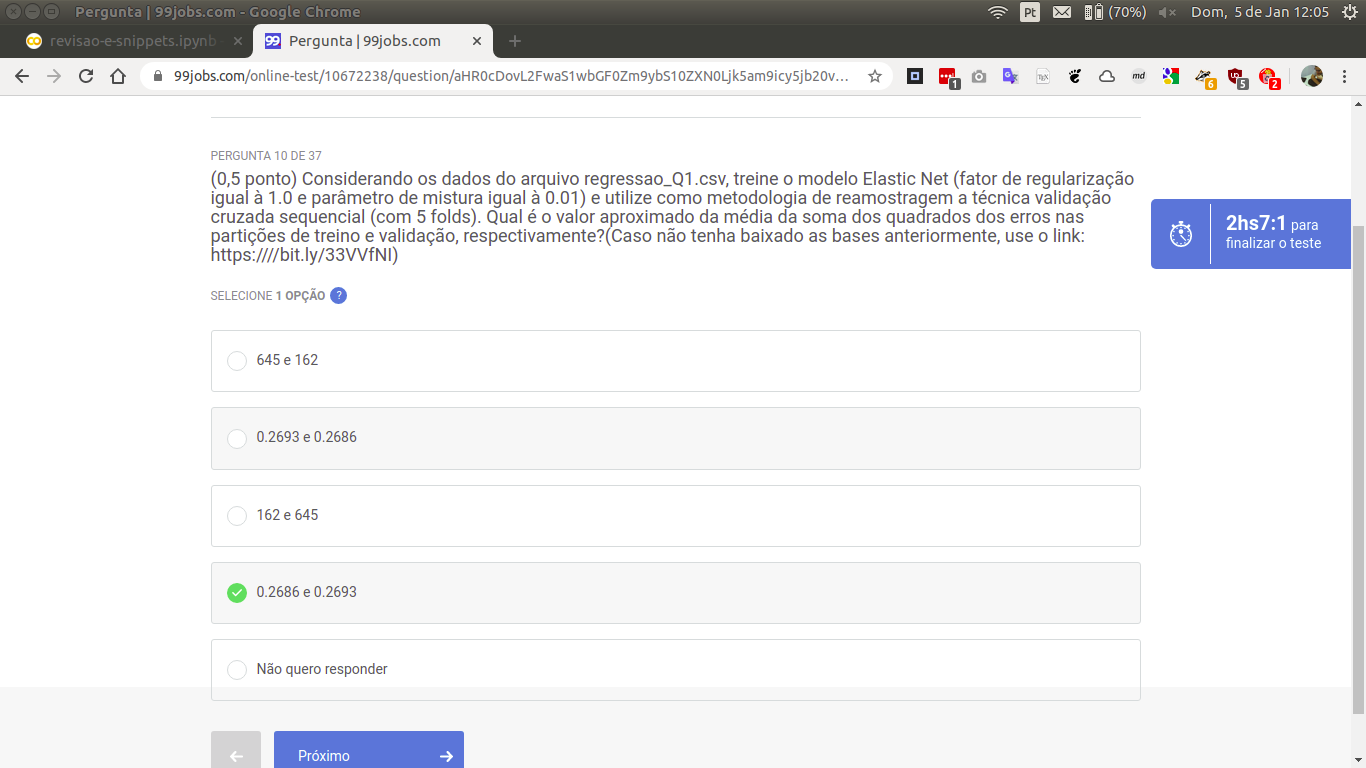 Pergunta | 99jobs.com - Google Chrome
Pt
(70%)
Dom, 5 de Jan 12:05
revisao-e-snippets.ipynb
Pergunta | 99jobs.com
99jobs.com/online-test/10672238/question/aHR0cDovL2FwaS1wbGF0Zm9ybS10ZXN0Ljk5am9icy5jb20v...
PERGUNTA 10 DE 37
(0,5 ponto) Considerando os dados do arquivo regressao_Q1.csv, treine o modelo Elastic Net (fator de regularização
igual à 1.0 e parâmetro de mistura igual à 0.01) e utilize como metodologia de reamostragem a técnica validação
cruzada sequencial (com 5 folds). Qual é o valor aproximado da média da soma dos quadrados dos erros nas
partições de treino e validação, respectivamente?(Caso não tenha baixado as bases anteriormente, use o link:
https:////bit.ly/33VVfNI)
2hs7:1 para
finalizar o teste
SELECIONE 1 OPÇÃO ?
645 e 162
0.2693 e 0.2686
162 e 645
0.2686 e 0.2693
Não quero responder
Próximo